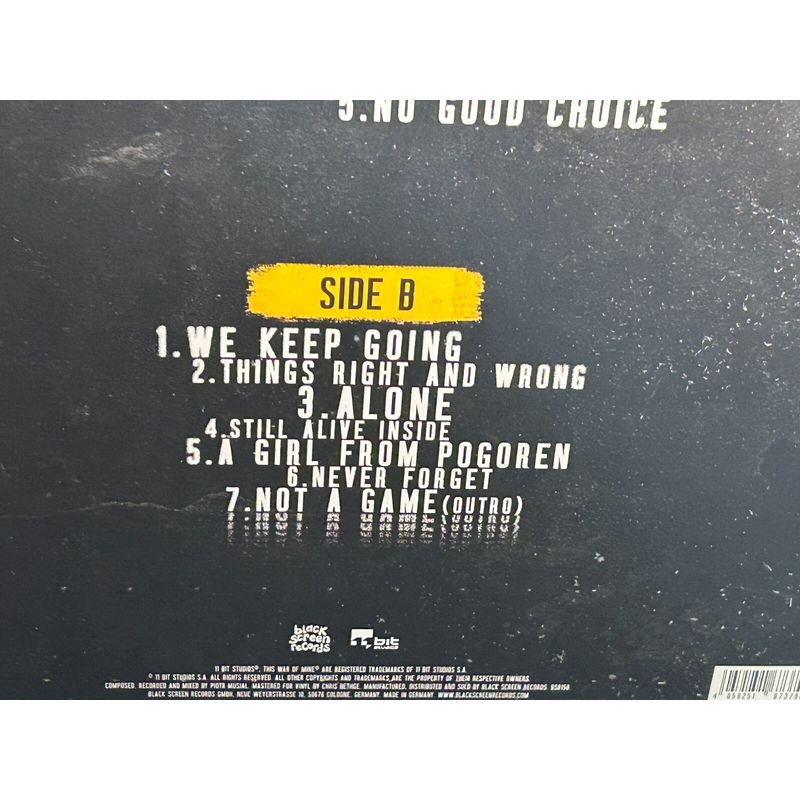 5.NO GOOD CHOICE
SIDE B
1.WE KEEP GOING
2.THINGS RIGHT AND WRONG
3.ALONE
4.STILL ALIVE INSIDE
5.A GIRL FROM POGOREN
6.NEVER FORGET
7.NOT A GAME(OUTRO)
black screen records
11 bit studios
11 BIT STUDIOS®, THIS WAR OF MINE® ARE REGISTERED TRADEMARKS OF 11 BIT STUDIOS S.A.
© 11 BIT STUDIOS S.A. ALL RIGHTS RESERVED. ALL OTHER COPYRIGHTS AND TRADEMARKS ARE THE PROPERTY OF THEIR RESPECTIVE OWNERS.
COMPOSED, RECORDED AND MIXED BY PIOTR MUSIAL. MASTERED FOR VINYL BY CHRIS BETHGE. MANUFACTURED, DISTRIBUTED AND SOLD BY BLACK SCREEN RECORDS. BSR150.
BLACK SCREEN RECORDS GMBH, NEUE WEYERSTRASSE 10, 50676 COLOGNE, GERMANY. MADE IN GERMANY. WWW.BLACKSCREENRECORDS.COM
4 059251